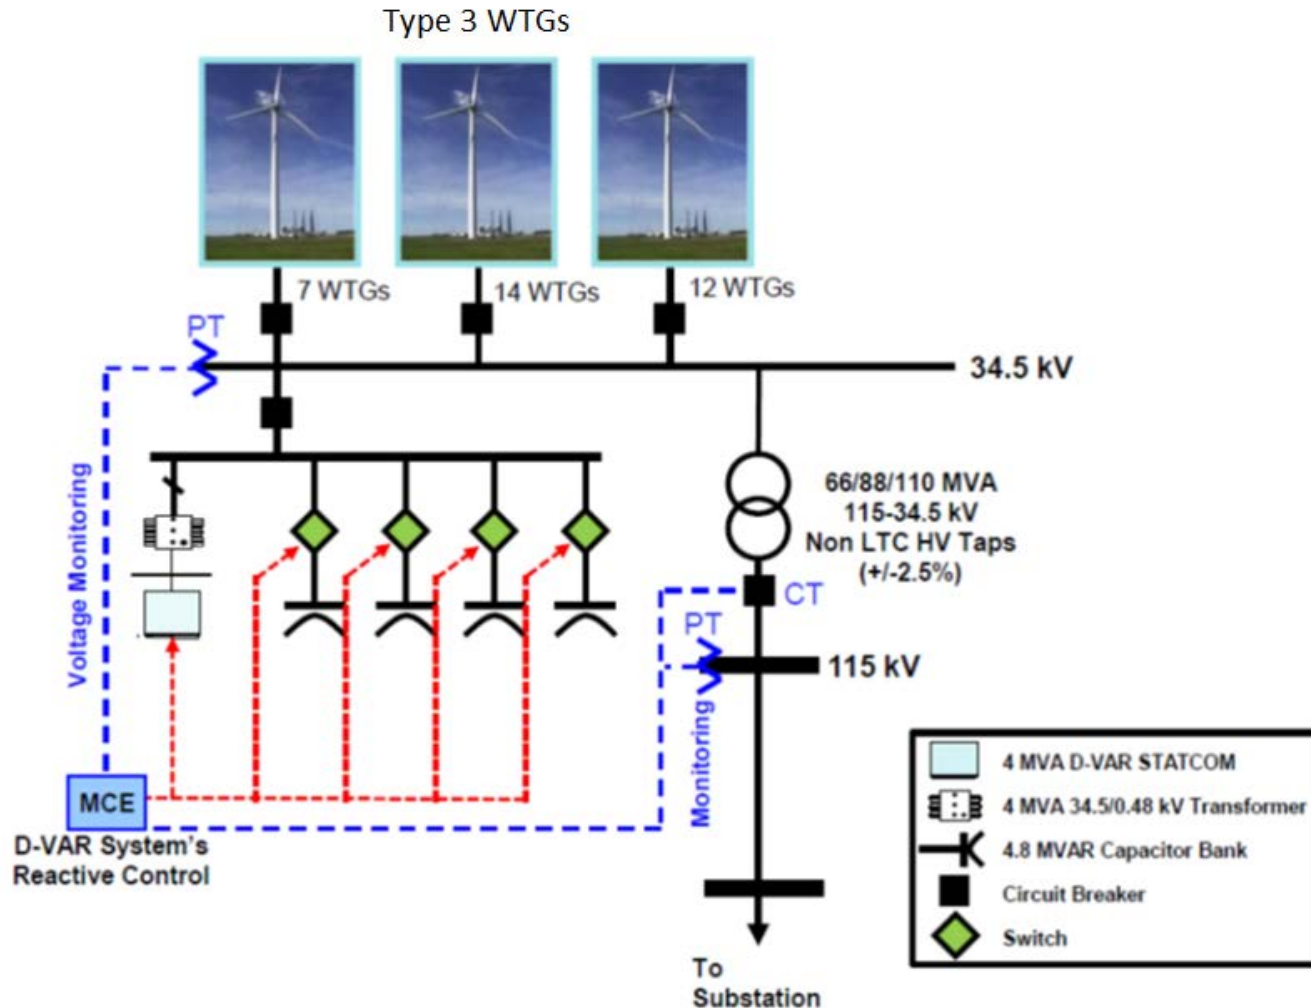 Type 3 WTGs
7 WTGs
14 WTGs
12 WTGs
PT
34.5 kV
66/88/110 MVA
115-34.5 kV
Non LTC HV Taps
(+/-2.5%)
Voltage Monitoring
CT
PT
115 kV
Monitoring
MCE
D-VAR System's
Reactive Control
4 MVA D-VAR STATCOM
4 MVA 34.5/0.48 kV Transformer
4.8 MVAR Capacitor Bank
Circuit Breaker
Switch
To
Substation